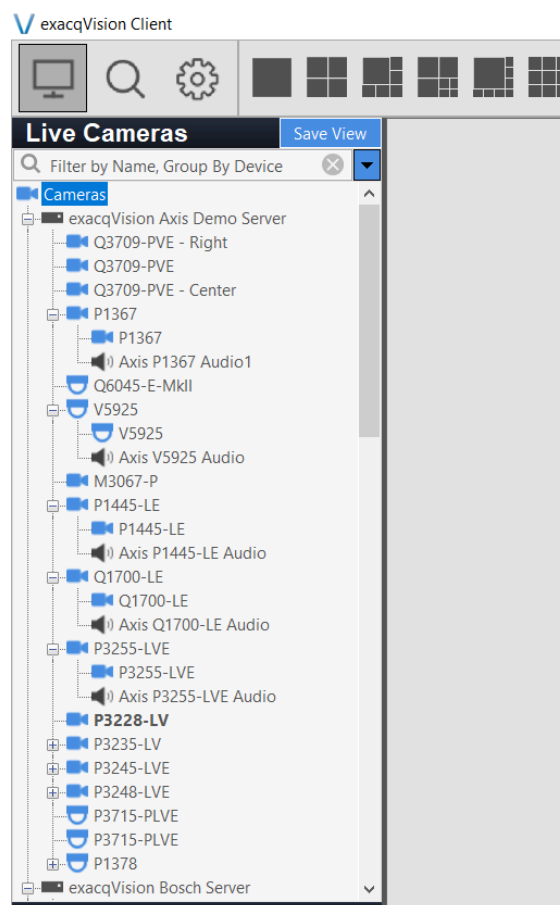 exacqVision Client
Live Cameras
Save View
Filter by Name, Group By Device
Cameras
exacqVision Axis Demo Server
Q3709-PVE - Right
Q3709-PVE
Q3709-PVE - Center
P1367
P1367
Axis P1367 Audio1
Q6045-E-MkII
V5925
V5925
Axis V5925 Audio
M3067-P
P1445-LE
P1445-LE
Axis P1445-LE Audio
Q1700-LE
Q1700-LE
Axis Q1700-LE Audio
P3255-LVE
P3255-LVE
Axis P3255-LVE Audio
P3228-LV
P3235-LV
P3245-LVE
P3248-LVE
P3715-PLVE
P3715-PLVE
P1378
exacqVision Bosch Server